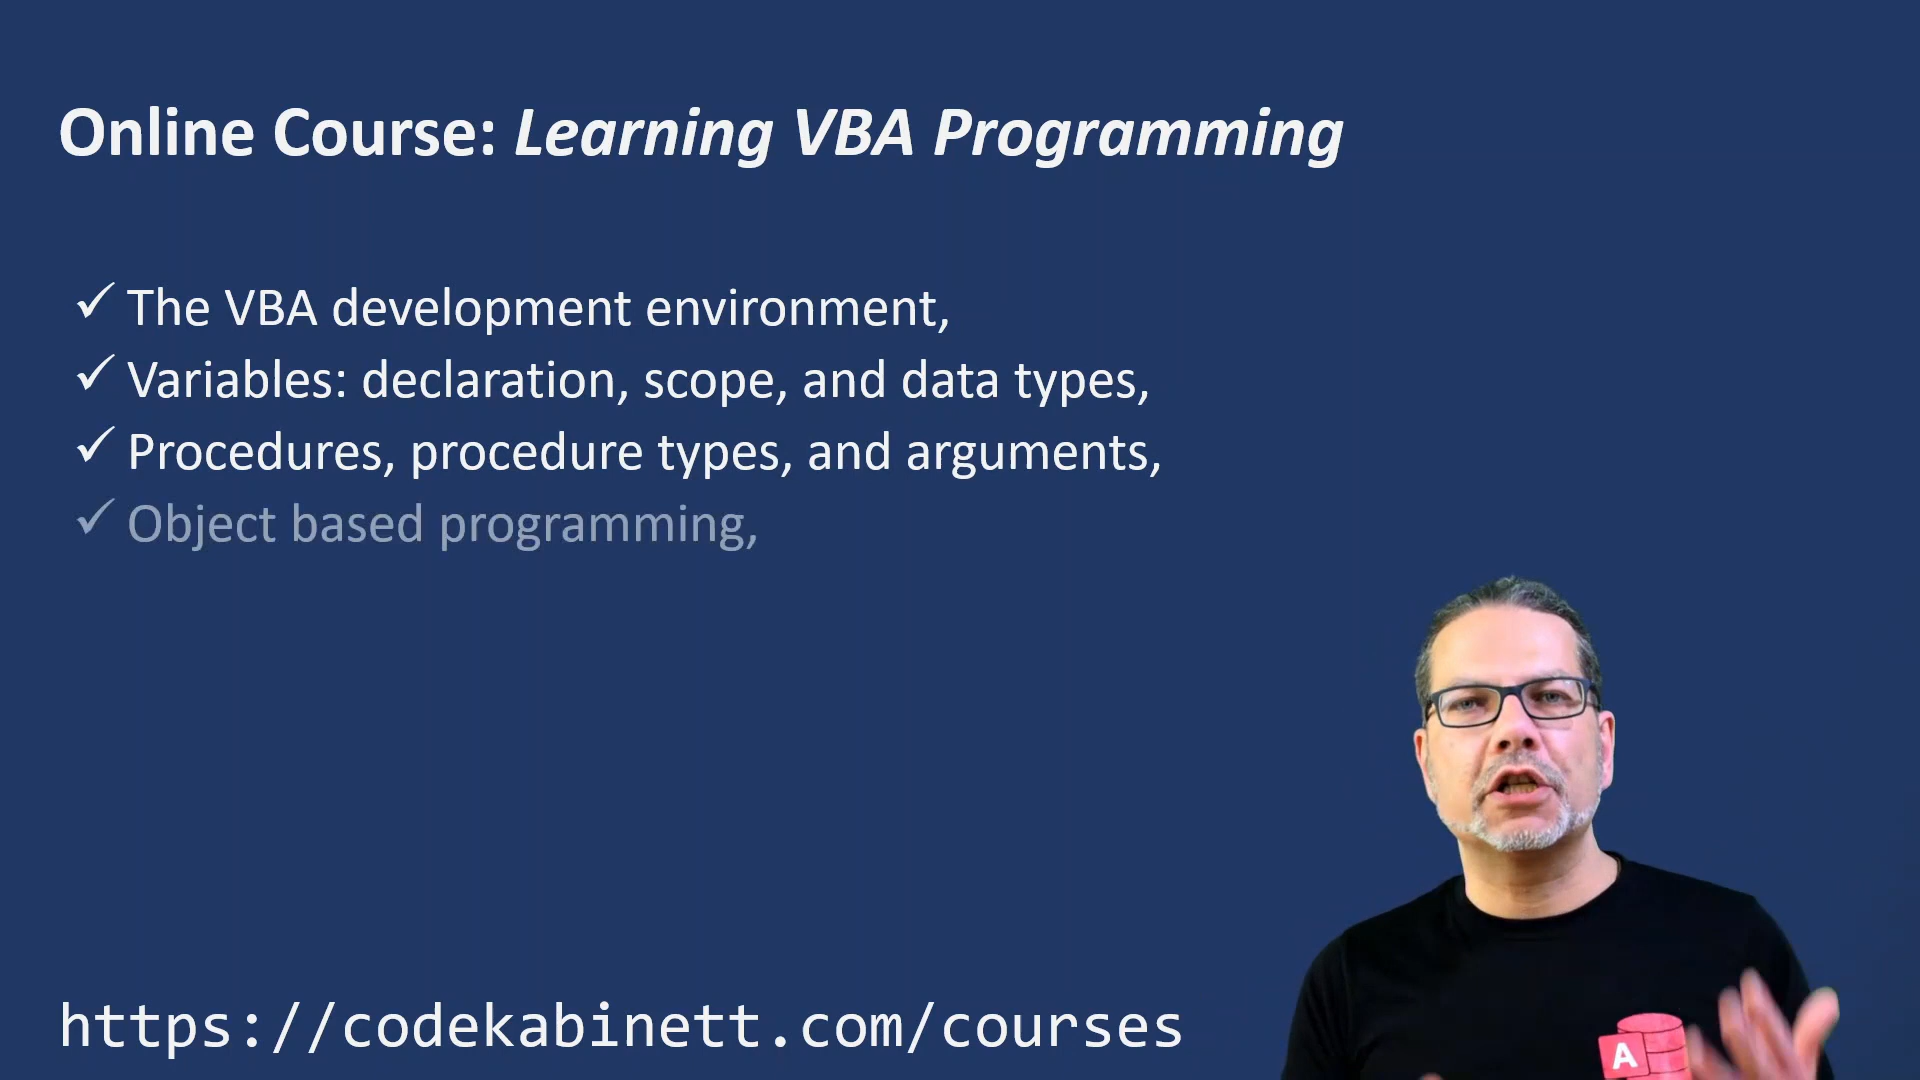 Online Course: Learning VBA Programming
✓ The VBA development environment,
✓ Variables: declaration, scope, and data types,
✓ Procedures, procedure types, and arguments,
✓ Object based programming,
https://codekabinett.com/courses
A